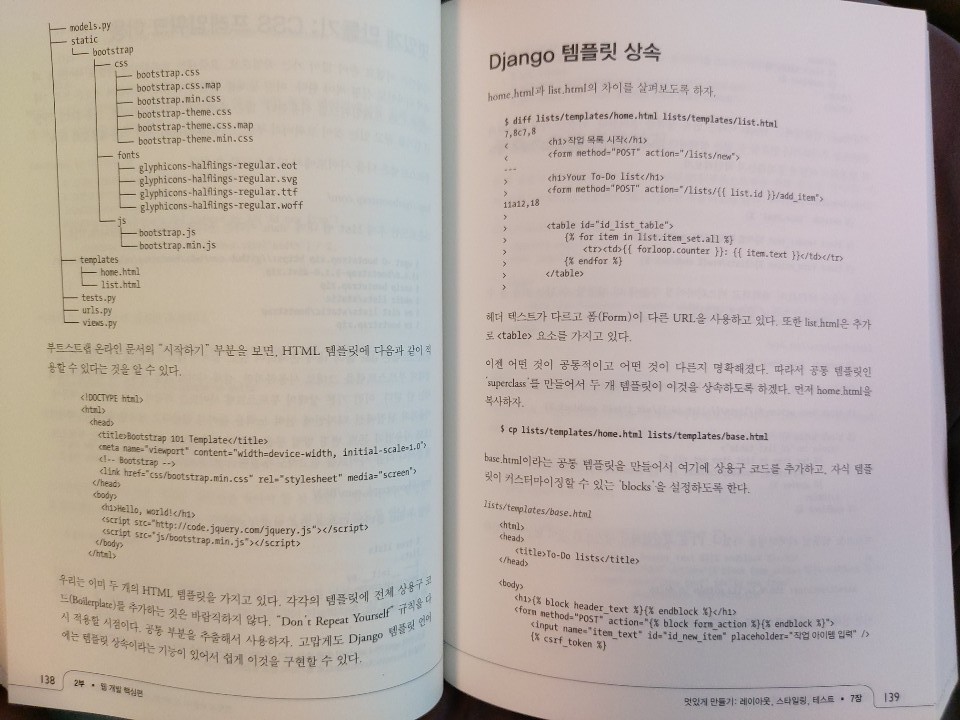 models.py
static
bootstrap
css
bootstrap.css
bootstrap.css.map
bootstrap.min.css
bootstrap-theme.css
bootstrap-theme.css.map
bootstrap-theme.min.css
fonts
glyphicons-halflings-regular.eot
glyphicons-halflings-regular.svg
glyphicons-halflings-regular.ttf
glyphicons-halflings-regular.woff
js
bootstrap.js
bootstrap.min.js
templates
home.html
list.html
tests.py
urls.py
views.py
부트스트랩 온라인 문서의 "시작하기" 부분을 보면, HTML 템플릿에 다음과 같이 적
용할 수 있다는 것을 알 수 있다.
<!DOCTYPE html>
<html>
<head>
<title>Bootstrap 101 Template</title>
<meta name="viewport" content="width=device-width, initial-scale=1.0">
<!-- Bootstrap -->
<link href="css/bootstrap.min.css" rel="stylesheet" media="screen">
</head>
<body>
<h1>Hello, world!</h1>
<script src="http://code.jquery.com/jquery.js"></script>
<script src="js/bootstrap.min.js"></script>
</body>
</html>
우리는 이미 두 개의 HTML 템플릿을 가지고 있다. 각각의 템플릿에 전체 상용구 코
드(Boilerplate)를 추가하는 것은 바람직하지 않다. "Don't Repeat Yourself" 규칙을 다
시 적용할 시점이다. 공통 부분을 추출해서 사용하자. 고맙게도 Django 템플릿 언어
에는 템플릿 상속이라는 기능이 있어서 쉽게 이것을 구현할 수 있다.
138 2부 • 웹 개발 핵심편
Django 템플릿 상속
home.html과 list.html의 차이를 살펴보도록 하자.
$ diff lists/templates/home.html lists/templates/list.html
7,8c7,8
< <h1>작업 목록 시작</h1>
< <form method="POST" action="/lists/new">
---
> <h1>Your To-Do list</h1>
> <form method="POST" action="/lists/{{ list.id }}/add_item">
11a12,18
>
> <table id="id_list_table">
> {% for item in list.item_set.all %}
> <tr><td>{{ forloop.counter }}: {{ item.text }}</td></tr>
> {% endfor %}
> </table>
>
헤더 텍스트가 다르고 폼(Form)이 다른 URL을 사용하고 있다. 또한 list.html은 추가
로 <table> 요소를 가지고 있다.
이젠 어떤 것이 공통적이고 어떤 것이 다른지 명확해졌다. 따라서 공통 템플릿인
'superclass'를 만들어서 두 개 템플릿이 이것을 상속하도록 하겠다. 먼저 home.html을
복사하자.
$ cp lists/templates/home.html lists/templates/base.html
base.html이라는 공통 템플릿을 만들어서 여기에 상용구 코드를 추가하고, 자식 템플
릿이 커스터마이징할 수 있는 'blocks'을 설정하도록 한다.
lists/templates/base.html
<html>
<head>
<title>To-Do lists</title>
</head>
<body>
<h1>{% block header_text %}{% endblock %}</h1>
<form method="POST" action="{% block form_action %}{% endblock %}">
<input name="item_text" id="id_new_item" placeholder="작업 아이템 입력" />
{% csrf_token %}
멋있게 만들기: 레이아웃, 스타일링, 테스트 • 7장 139